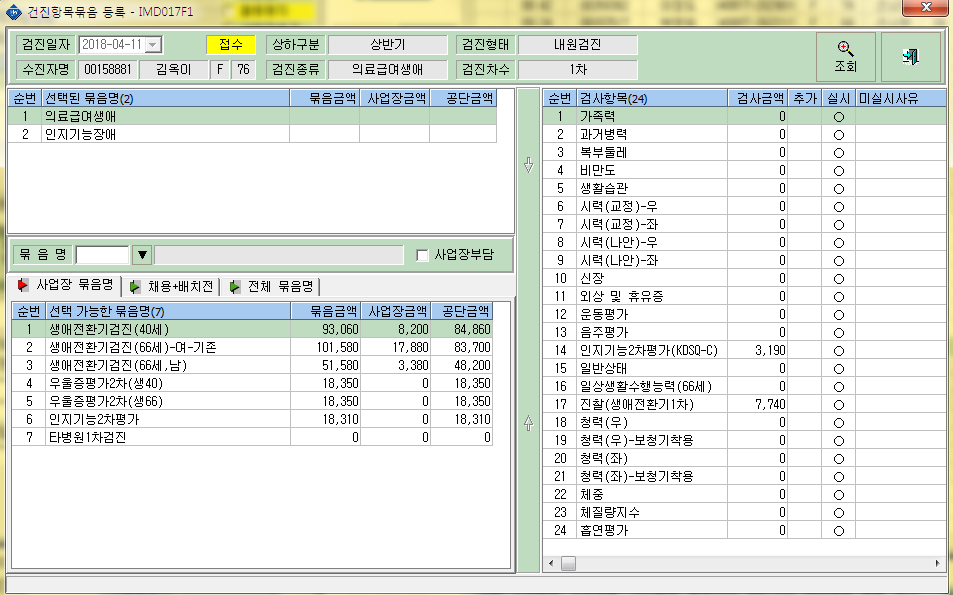 건진항목묶음 등록 - IMD017F1
검진일자 2018-04-11 접수 상하구분 상반기 검진형태 내원검진
수진자명 00158881 김옥이 F 76 검진종류 의료급여생애 검진차수 1차
조회
순번 선택된 묶음명(2) 묶음금액 사업장금액 공단금액
1 의료급여생애
2 인지기능장애
묶 음 명 사업장부담
사업장 묶음명 채용+배치전 전체 묶음명
순번 선택 가능한 묶음명(7) 묶음금액 사업장금액 공단금액
1 생애전환기검진(40세) 93,060 8,200 84,860
2 생애전환기검진(66세)-여-기존 101,580 17,880 83,700
3 생애전환기검진(66세,남) 51,580 3,380 48,200
4 우울증평가2차(생40) 18,350 0 18,350
5 우울증평가2차(생66) 18,350 0 18,350
6 인지기능2차평가 18,310 0 18,310
7 타병원1차검진 0 0 0
순번 검사항목(24) 검사금액 추가 실시 미실시사유
1 가족력 0 ○
2 과거병력 0 ○
3 복부둘레 0 ○
4 비만도 0 ○
5 생활습관 0 ○
6 시력(교정)-우 0 ○
7 시력(교정)-좌 0 ○
8 시력(나안)-우 0 ○
9 시력(나안)-좌 0 ○
10 신장 0 ○
11 외상 및 휴유증 0 ○
12 운동평가 0 ○
13 음주평가 0 ○
14 인지기능2차평가(KDSQ-C) 3,190 ○
15 일반상태 0 ○
16 일상생활수행능력(66세) 0 ○
17 진찰(생애전환기1차) 7,740 ○
18 청력(우) 0 ○
19 청력(우)-보청기착용 0 ○
20 청력(좌) 0 ○
21 청력(좌)-보청기착용 0 ○
22 체중 0 ○
23 체질량지수 0 ○
24 흡연평가 0 ○